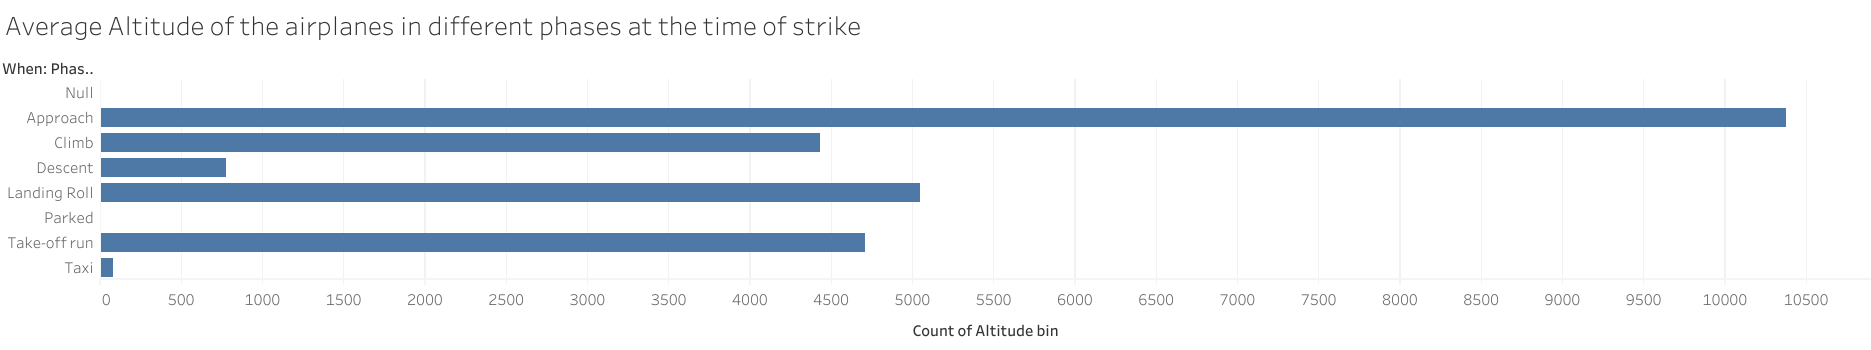 Average Altitude of the airplanes in different phases at the time of strike
When: Phas..
Null
Approach
Climb
Descent
Landing Roll
Parked
Take-off run
Taxi
0 500 1000 1500 2000 2500 3000 3500 4000 4500 5000 5500 6000 6500 7000 7500 8000 8500 9000 9500 10000 10500
Count of Altitude bin